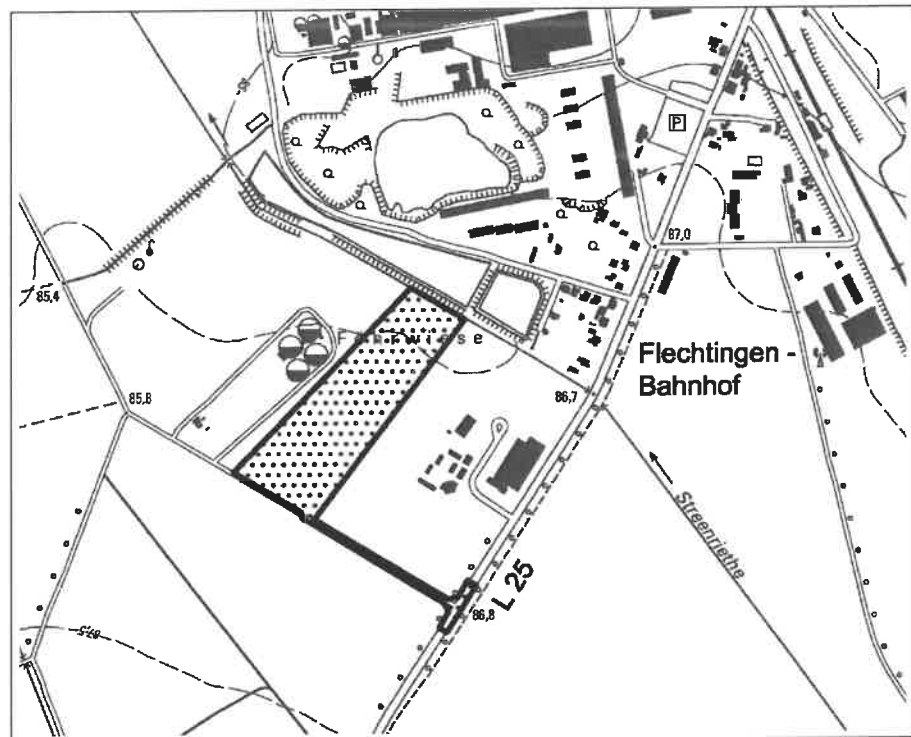 P
87,0
85,4
Flechtingen -
Bahnhof
86,7
85,8
Streenriethe
L 25
86,8